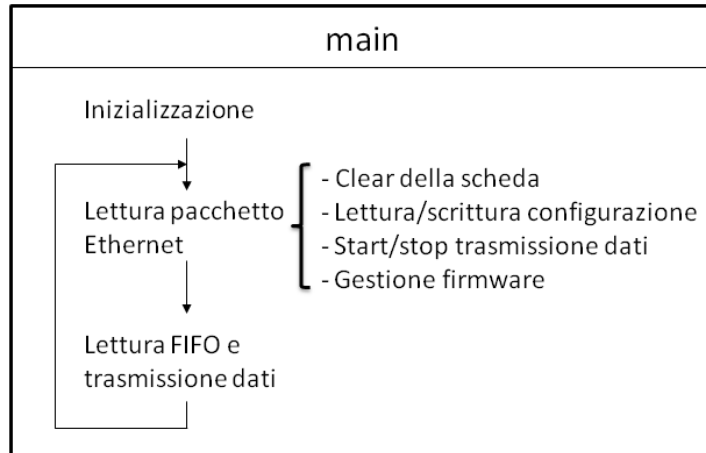 main
Inizializzazione
Lettura pacchetto
Ethernet
- Clear della scheda
- Lettura/scrittura configurazione
- Start/stop trasmissione dati
- Gestione firmware
Lettura FIFO e
trasmissione dati